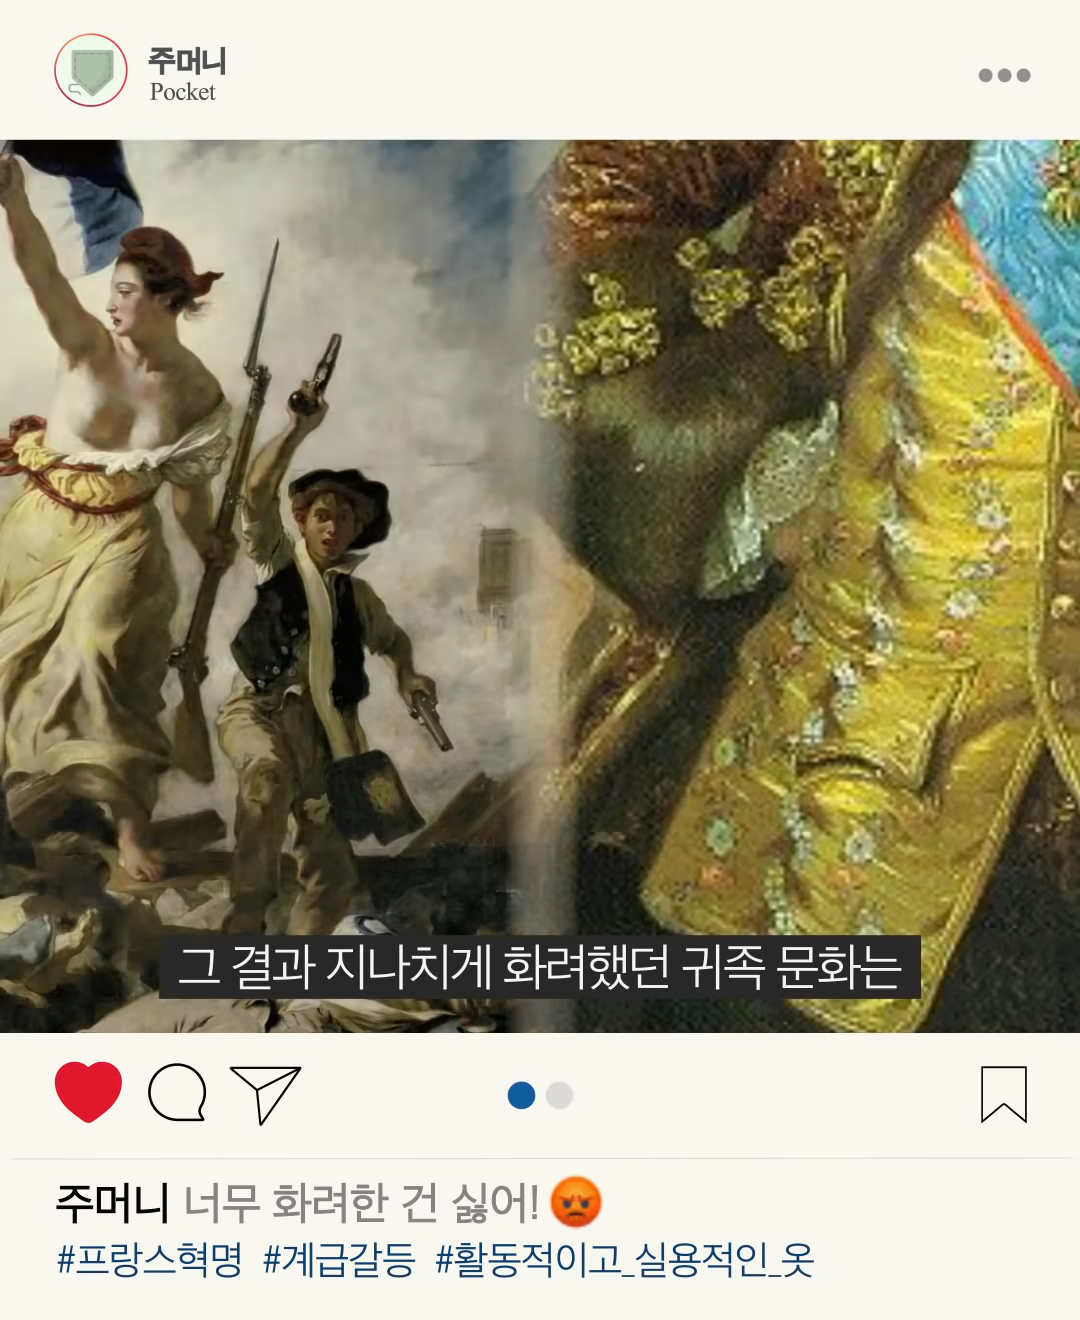 주머니
Pocket
그 결과 지나치게 화려했던 귀족 문화는
주머니 너무 화려한 건 싫어!
#프랑스혁명 #계급갈등 #활동적이고_실용적인_옷